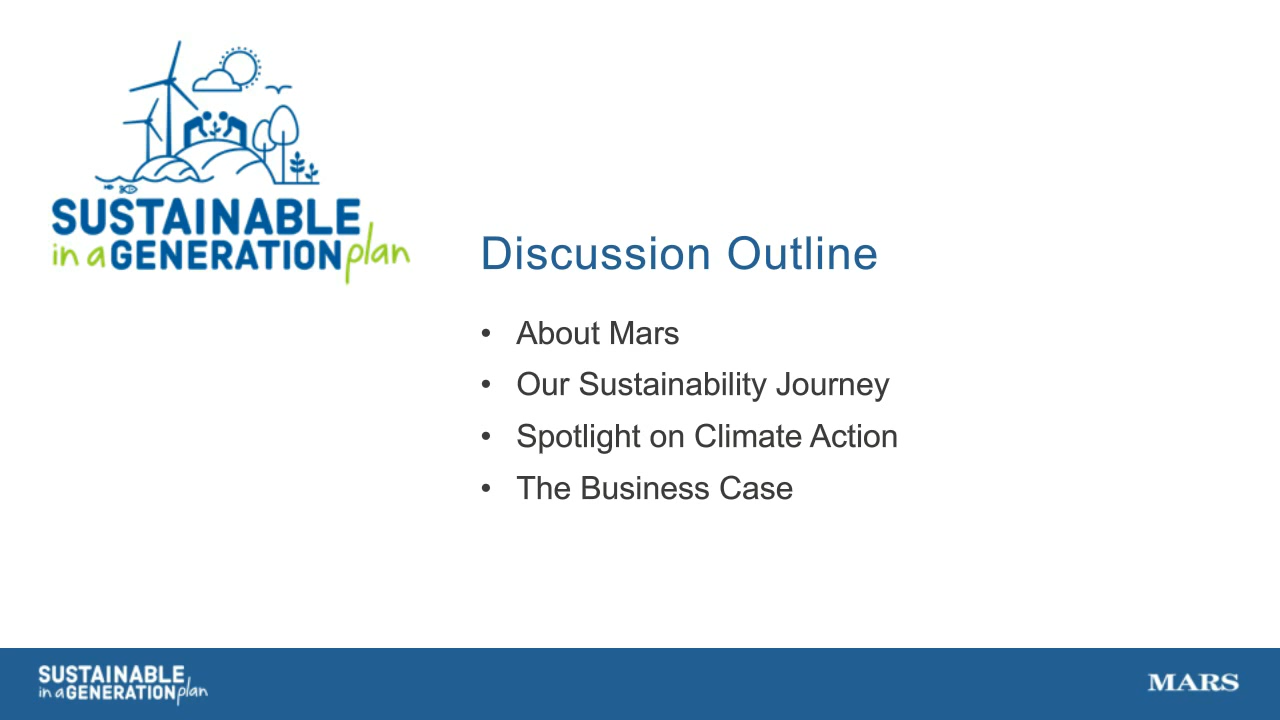 SUSTAINABLE
in a GENERATION plan
Discussion Outline
• About Mars
• Our Sustainability Journey
• Spotlight on Climate Action
• The Business Case
SUSTAINABLE
in a GENERATION plan
MARS